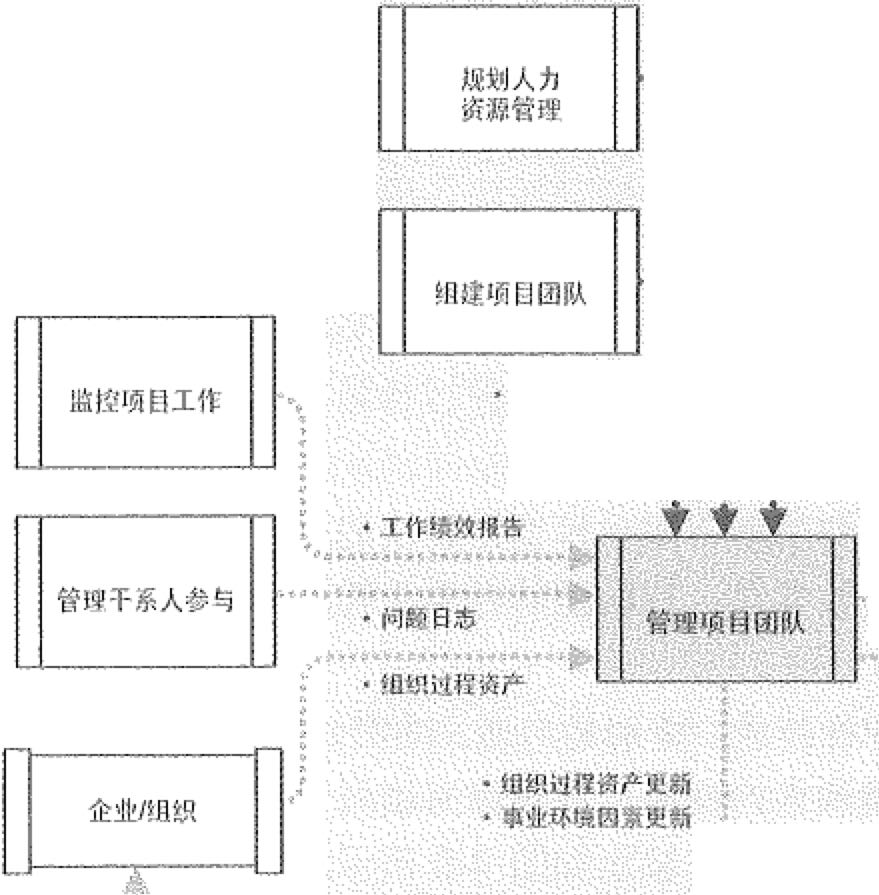 规划人力
资源管理
组建项目团队
监控项目工作
• 工作绩效报告
管理干系人参与
• 问题日志
管理项目团队
• 组织过程资产
• 组织过程资产更新
企业/组织
• 事业环境因素更新